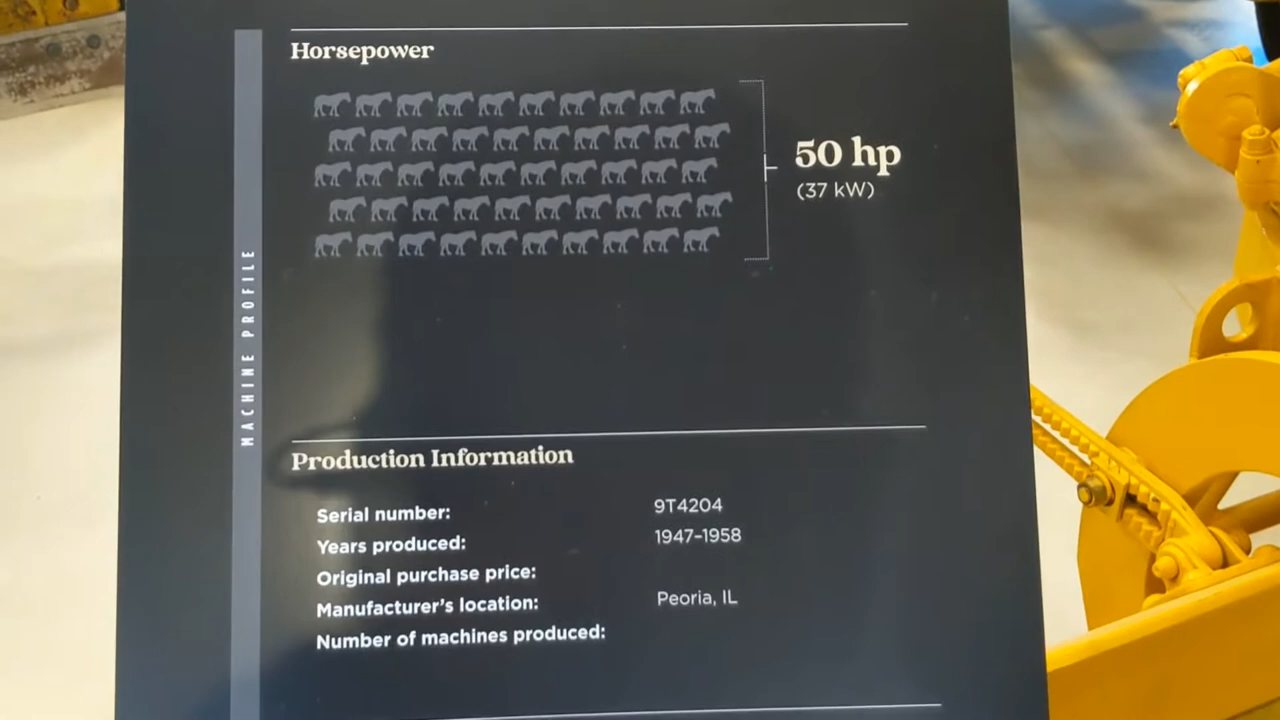 Horsepower
50 hp
(37 kW)
MACHINE PROFILE
Production Information
Serial number: 9T4204
Years produced: 1947–1958
Original purchase price:
Manufacturer's location: Peoria, IL
Number of machines produced: